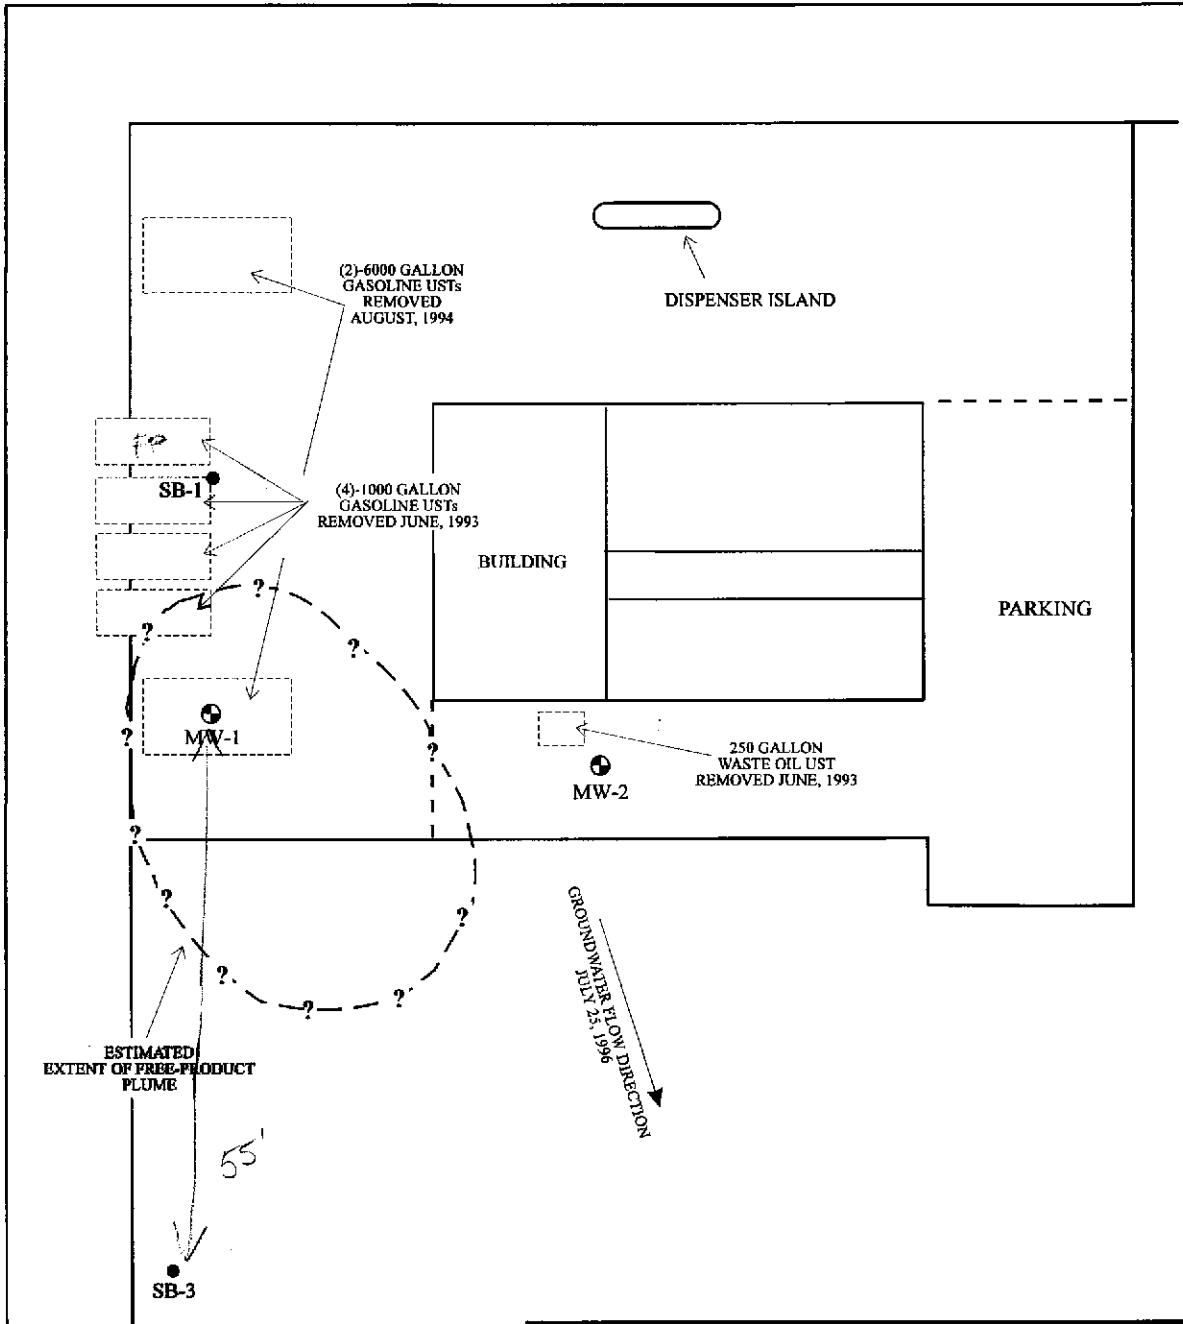 (2)-6000 GALLON
GASOLINE USTs
REMOVED
AUGUST, 1994
DISPENSER ISLAND
FP
SB-1
(4)-1000 GALLON
GASOLINE USTs
REMOVED JUNE, 1993
BUILDING
PARKING
?
?
?
?
?
MW-1
MW-2
250 GALLON
WASTE OIL UST
REMOVED JUNE, 1993
?
?
?
?
?
?
GROUNDWATER FLOW DIRECTION
JULY 25, 1996
ESTIMATED
EXTENT OF FREE-PRODUCT
PLUME
55'
SB-3